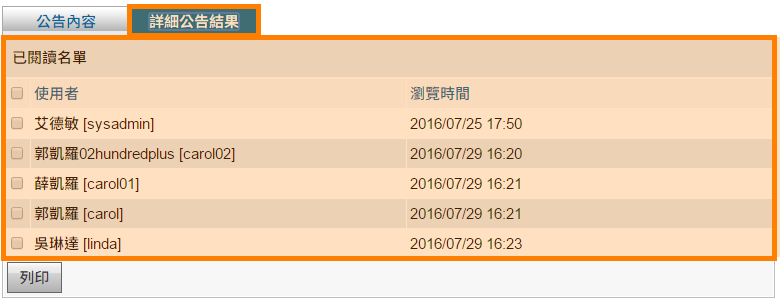 公告內容 詳細公告結果
已閱讀名單
使用者 瀏覽時間
艾德敏 [sysadmin] 2016/07/25 17:50
郭凱羅02hundredplus [carol02] 2016/07/29 16:20
薛凱羅 [carol01] 2016/07/29 16:21
郭凱羅 [carol] 2016/07/29 16:21
吳琳達 [linda] 2016/07/29 16:23
列印